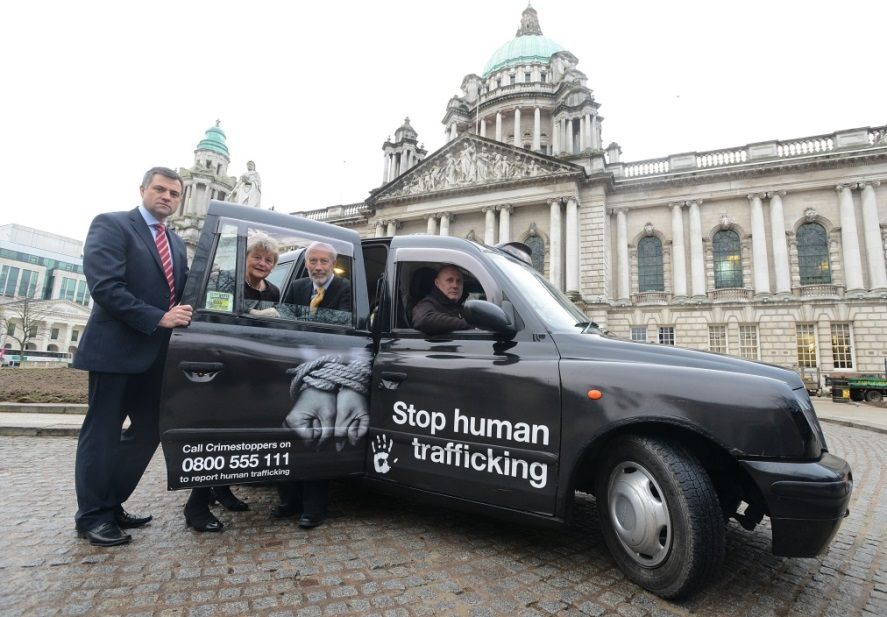 Call Crimestoppers on
0800 555 111
to report human trafficking
Stop human
trafficking